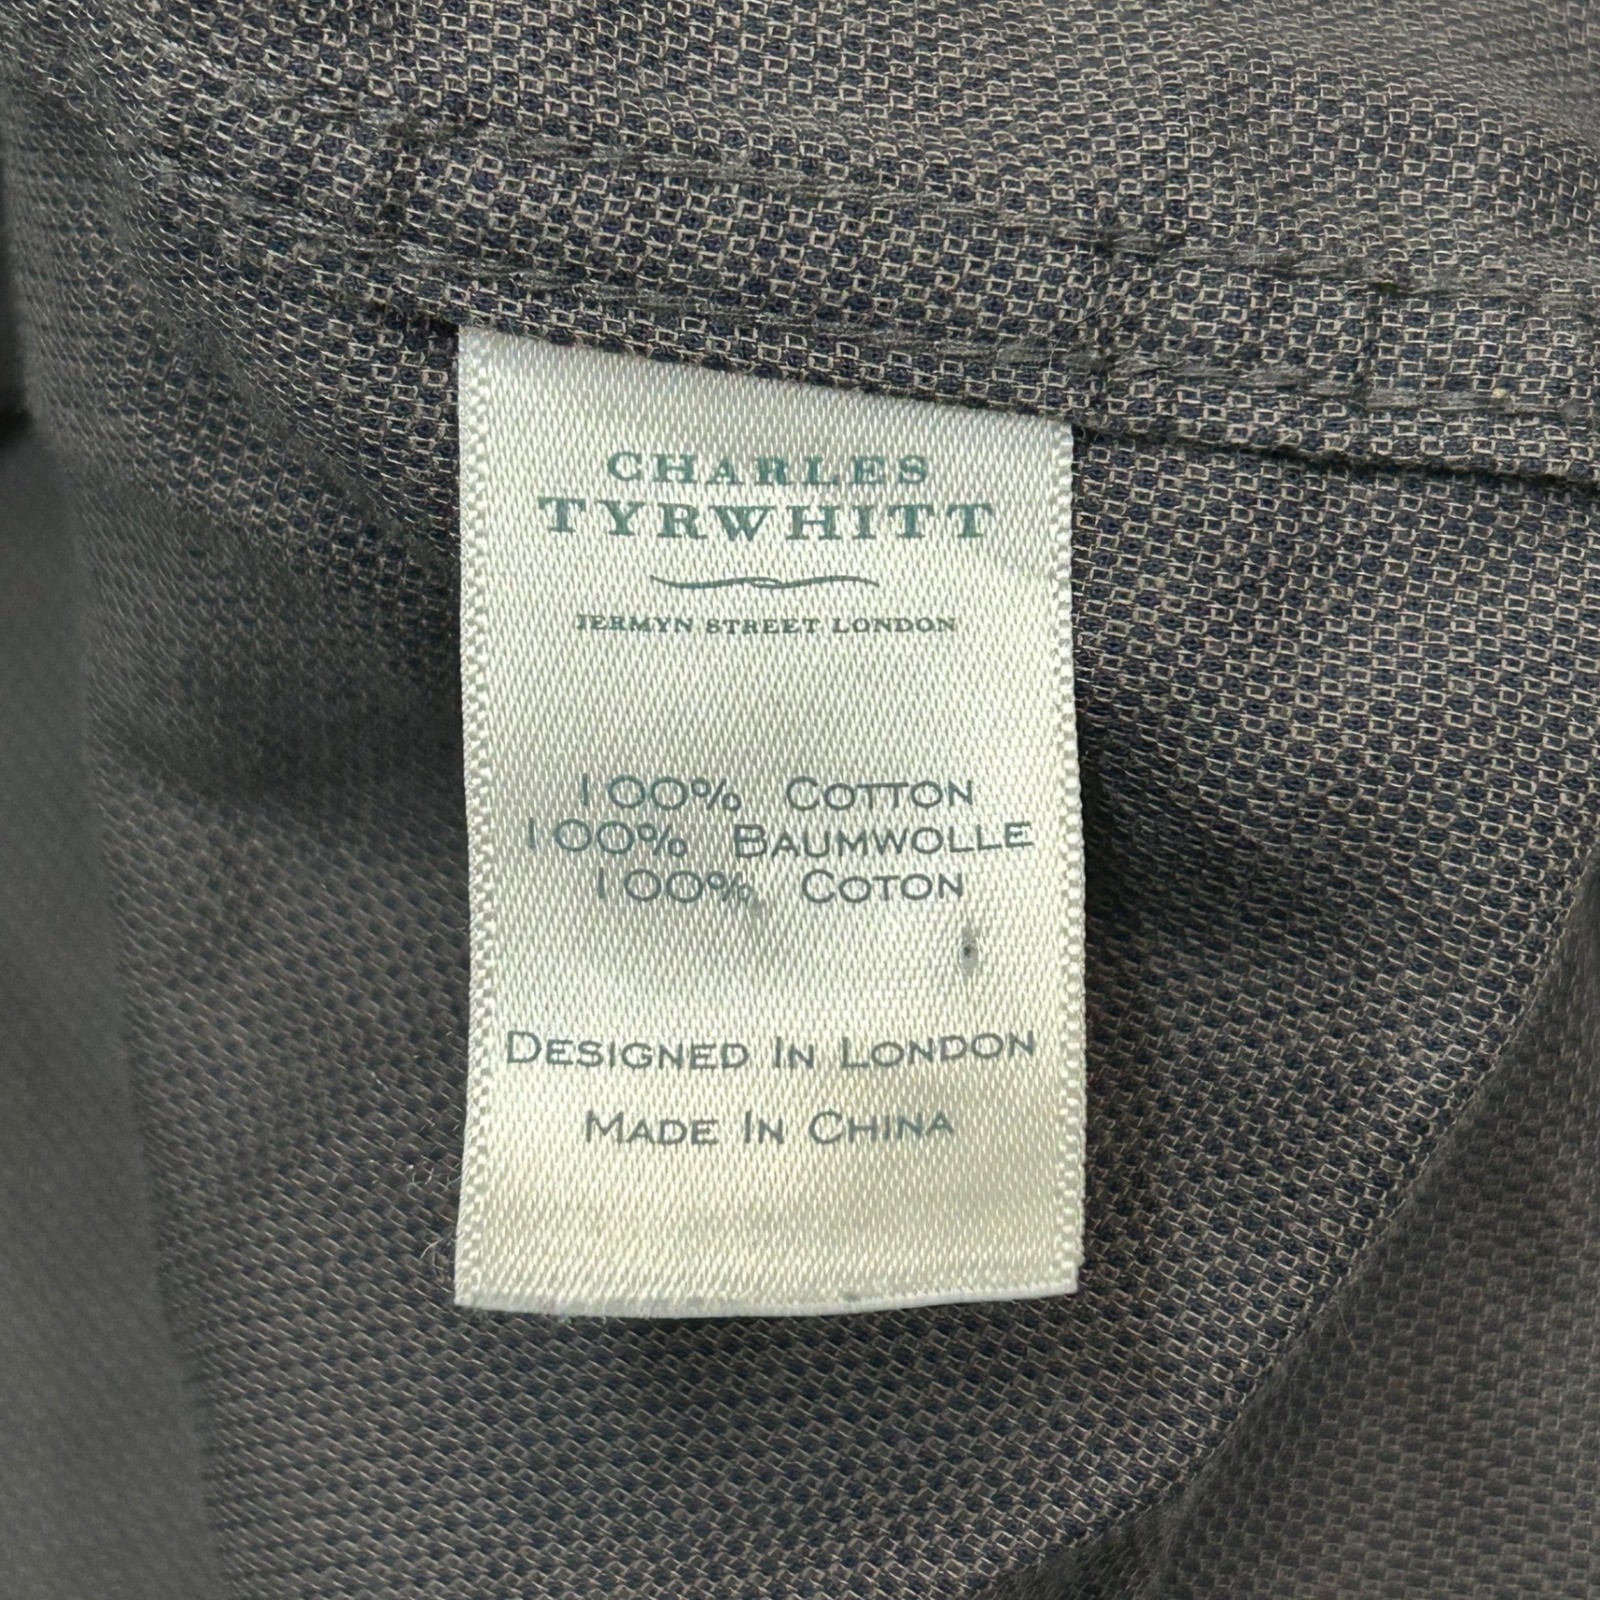 CHARLES
TYRWHITT
JERMYN STREET LONDON
100% COTTON
100% BAUMWOLLE
100% COTON
DESIGNED IN LONDON
MADE IN CHINA